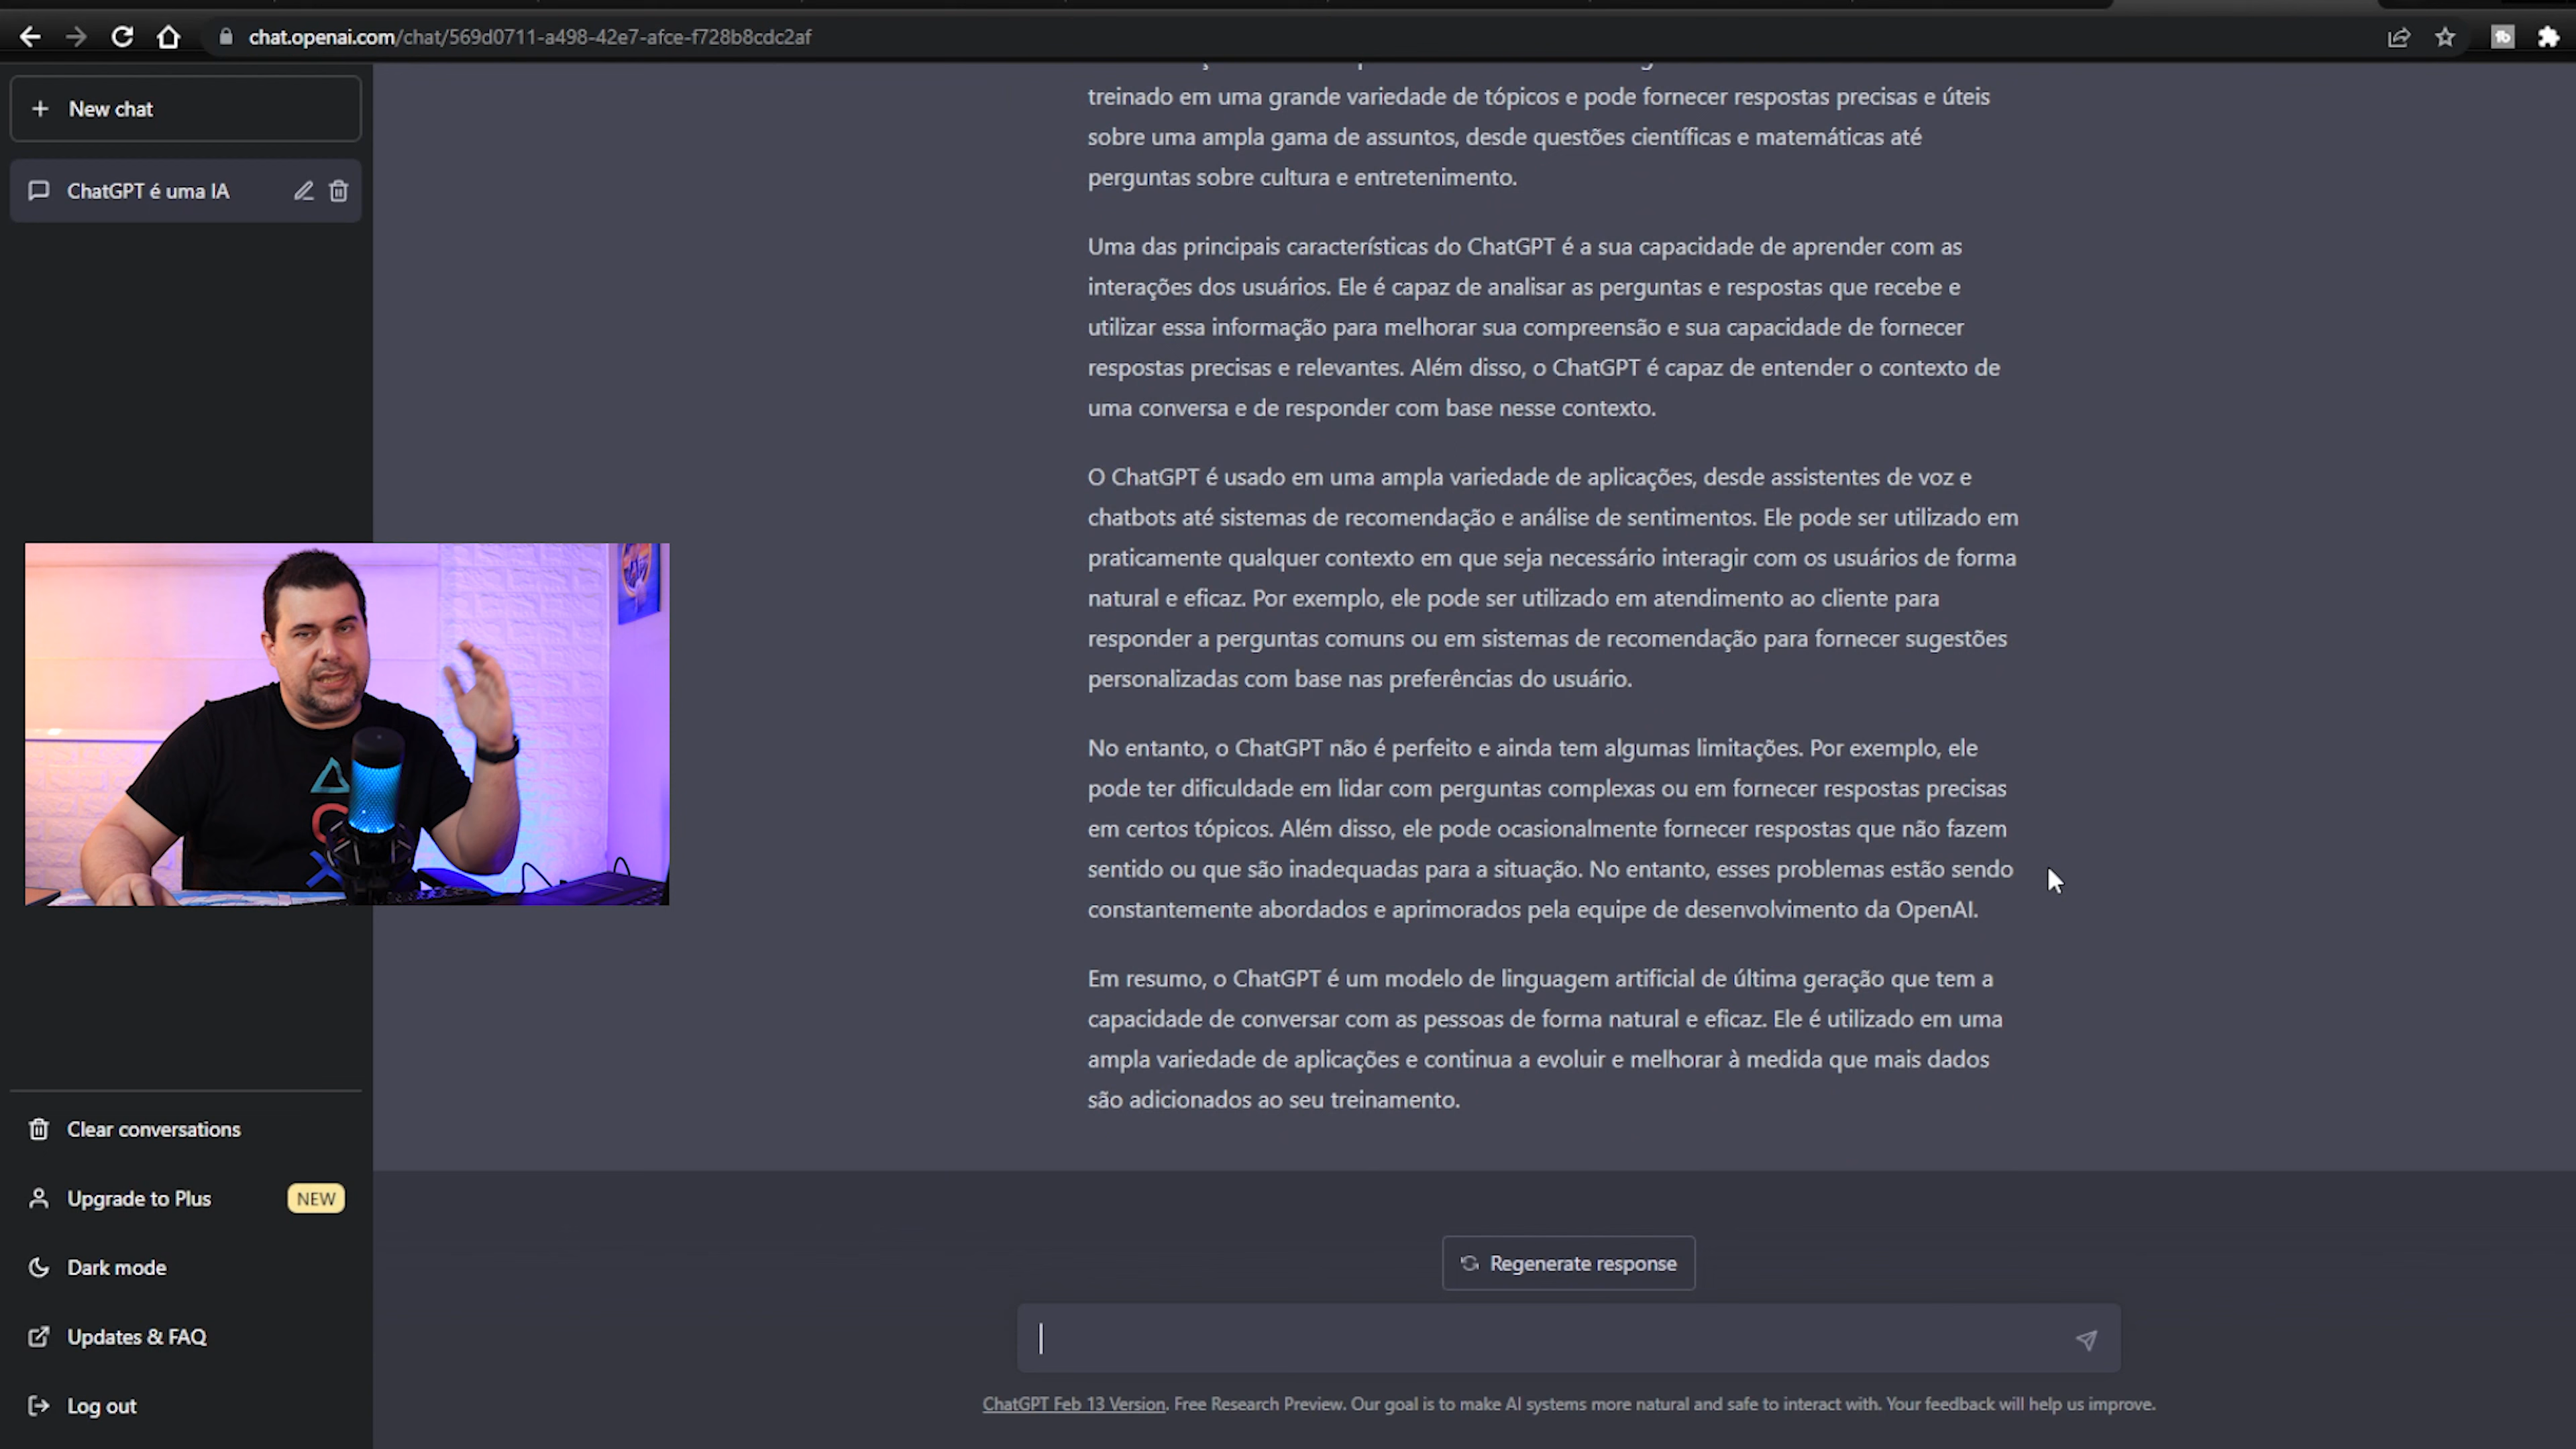 chat.openai.com/chat/569d0711-a498-42e7-afce-f728b8cdc2af
New chat
ChatGPT é uma IA
treinado em uma grande variedade de tópicos e pode fornecer respostas precisas e úteis
sobre uma ampla gama de assuntos, desde questões científicas e matemáticas até
perguntas sobre cultura e entretenimento.
Uma das principais características do ChatGPT é a sua capacidade de aprender com as
interações dos usuários. Ele é capaz de analisar as perguntas e respostas que recebe e
utilizar essa informação para melhorar sua compreensão e sua capacidade de fornecer
respostas precisas e relevantes. Além disso, o ChatGPT é capaz de entender o contexto de
uma conversa e de responder com base nesse contexto.
O ChatGPT é usado em uma ampla variedade de aplicações, desde assistentes de voz e
chatbots até sistemas de recomendação e análise de sentimentos. Ele pode ser utilizado em
praticamente qualquer contexto em que seja necessário interagir com os usuários de forma
natural e eficaz. Por exemplo, ele pode ser utilizado em atendimento ao cliente para
responder a perguntas comuns ou em sistemas de recomendação para fornecer sugestões
personalizadas com base nas preferências do usuário.
No entanto, o ChatGPT não é perfeito e ainda tem algumas limitações. Por exemplo, ele
pode ter dificuldade em lidar com perguntas complexas ou em fornecer respostas precisas
em certos tópicos. Além disso, ele pode ocasionalmente fornecer respostas que não fazem
sentido ou que são inadequadas para a situação. No entanto, esses problemas estão sendo
constantemente abordados e aprimorados pela equipe de desenvolvimento da OpenAI.
Em resumo, o ChatGPT é um modelo de linguagem artificial de última geração que tem a
capacidade de conversar com as pessoas de forma natural e eficaz. Ele é utilizado em uma
ampla variedade de aplicações e continua a evoluir e melhorar à medida que mais dados
são adicionados ao seu treinamento.
Clear conversations
Upgrade to Plus NEW
Dark mode
Updates & FAQ
Log out
Regenerate response
ChatGPT Feb 13 Version. Free Research Preview. Our goal is to make AI systems more natural and safe to interact with. Your feedback will help us improve.